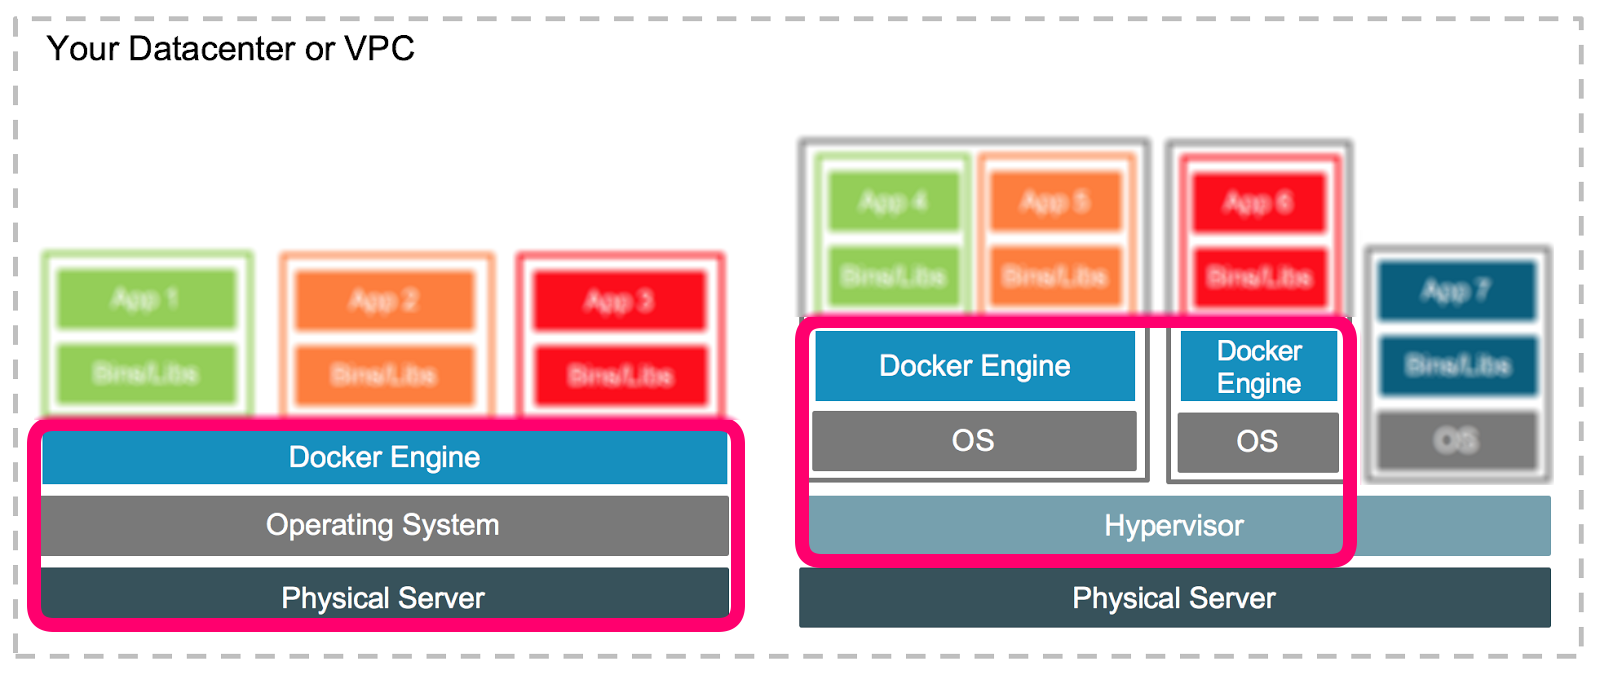 Your Datacenter or VPC
App 4
App 5
App 6
Bins/Libs
Bins/Libs
Bins/Libs
App 1
App 2
App 3
App 7
Bins/Libs
Bins/Libs
Bins/Libs
Bins/Libs
Docker Engine
Docker
Engine
OS
OS
OS
Docker Engine
Operating System
Hypervisor
Physical Server
Physical Server